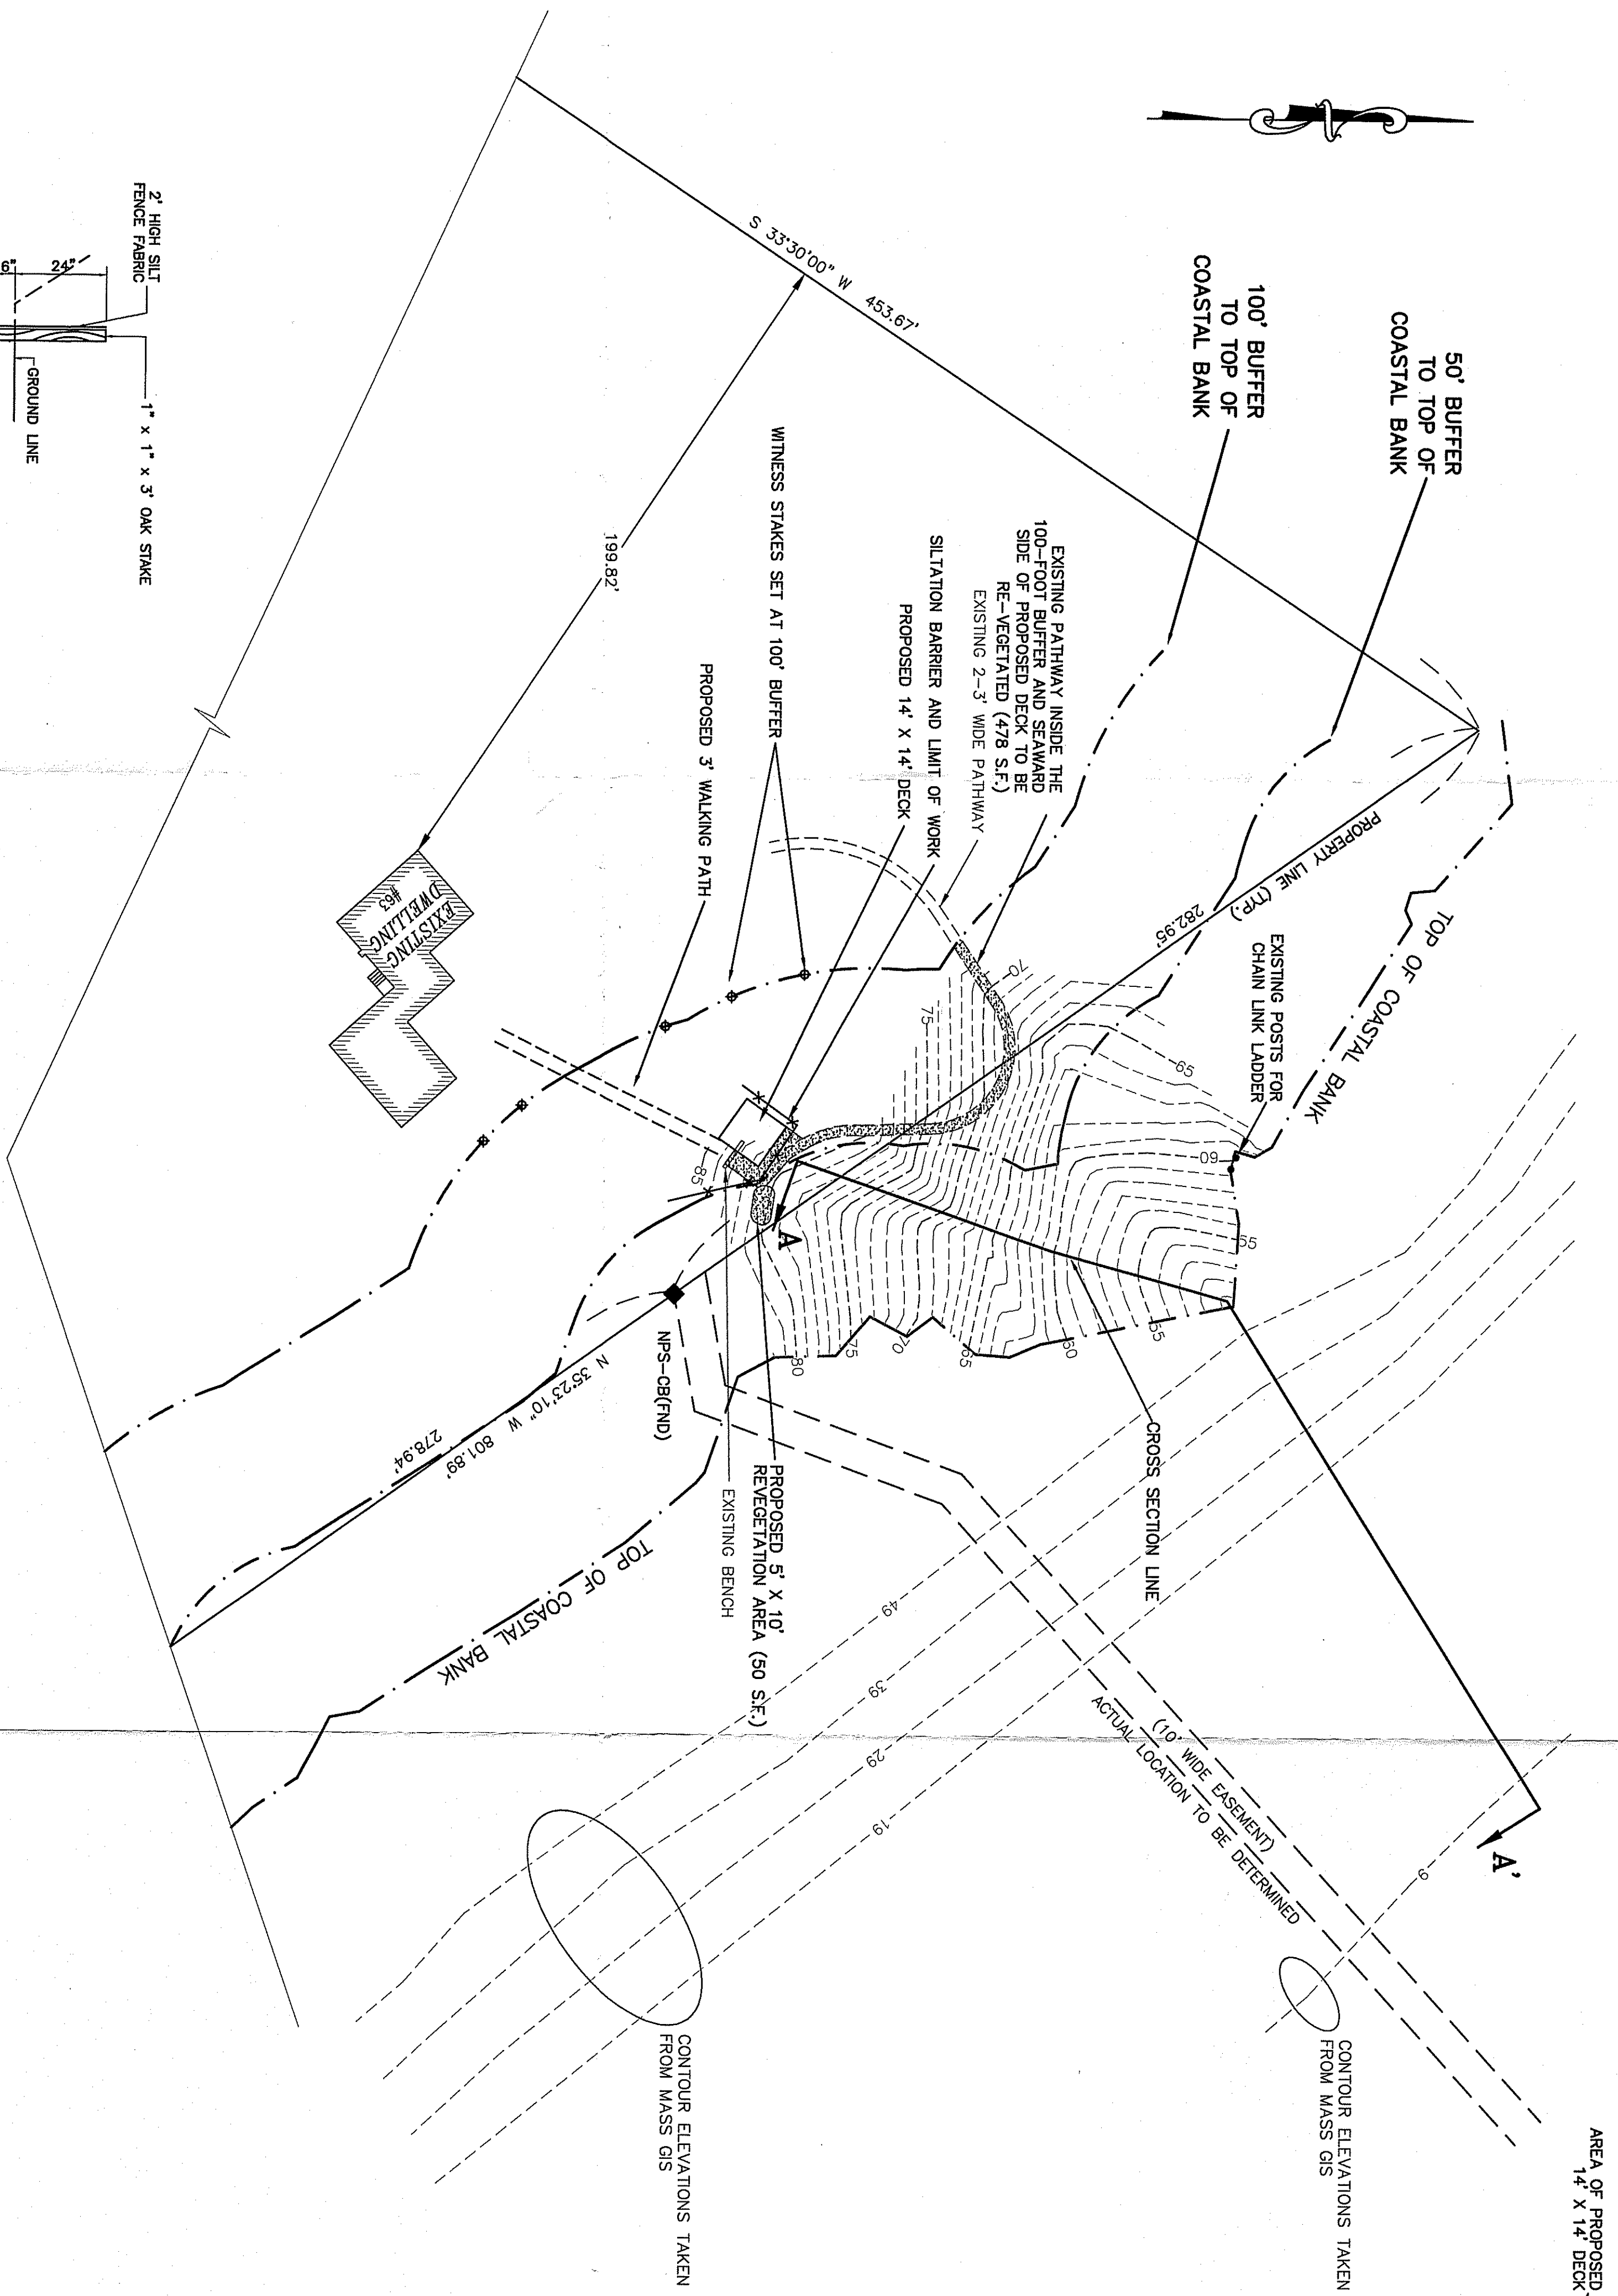 50' BUFFER
TO TOP OF
COASTAL BANK
100' BUFFER
TO TOP OF
COASTAL BANK
S 33°30'00" W 453.67'
EXISTING PATHWAY INSIDE THE
100-FOOT BUFFER AND SEAWARD
SIDE OF PROPOSED DECK TO BE
RE-VEGETATED (478 S.F.)
EXISTING 2-3' WIDE PATHWAY
SILTATION BARRIER AND LIMIT OF WORK
PROPOSED 14' X 14' DECK
WITNESS STAKES SET AT 100' BUFFER
PROPOSED 3' WALKING PATH
199.82'
2' HIGH SILT
FENCE FABRIC
24"
6"
1" x 1" x 3' OAK STAKE
GROUND LINE
PROPERTY LINE (TYP.)
282.95'
TOP OF COASTAL BANK
EXISTING POSTS FOR
CHAIN LINK LADDER
EXISTING
DWELLING
#63
70
75
65
60
55
85
A
55
60
65
70
75
80
CROSS SECTION LINE
NPS-CB(FND)
N 35°23'10" W 801.89'
278.94'
PROPOSED 5' X 10'
REVEGETATION AREA (50 S.F.)
EXISTING BENCH
TOP OF COASTAL BANK
49
39
29
19
9
(10' WIDE EASEMENT)
ACTUAL LOCATION TO BE DETERMINED
A'
CONTOUR ELEVATIONS TAKEN
FROM MASS GIS
CONTOUR ELEVATIONS TAKEN
FROM MASS GIS
AREA OF PROPOSED
14' X 14' DECK